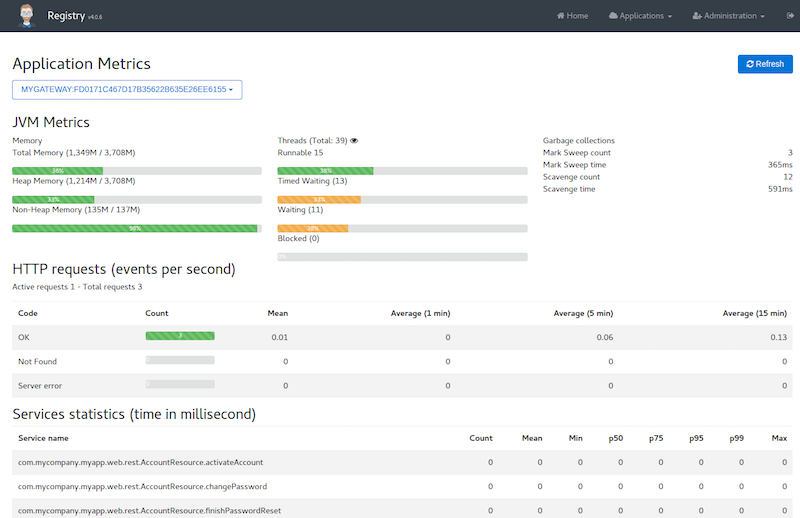 Registry v4.0.6
Home Applications Administration
Application Metrics
Refresh
MYGATEWAY:FD0171C467D17B35622B635E26EE6155
JVM Metrics
Memory
Total Memory (1,349M / 3,708M)
36%
Heap Memory (1,214M / 3,708M)
33%
Non-Heap Memory (135M / 137M)
98%
Threads (Total: 39)
Runnable 15
38%
Timed Waiting (13)
33%
Waiting (11)
28%
Blocked (0)
0%
Garbage collections
Mark Sweep count 3
Mark Sweep time 365ms
Scavenge count 12
Scavenge time 591ms
HTTP requests (events per second)
Active requests 1 - Total requests 3
Code Count Mean Average (1 min) Average (5 min) Average (15 min)
OK 3 0.01 0 0.06 0.13
Not Found 0 0 0 0 0
Server error 0 0 0 0 0
Services statistics (time in millisecond)
Service name Count Mean Min p50 p75 p95 p99 Max
com.mycompany.myapp.web.rest.AccountResource.activateAccount 0 0 0 0 0 0 0 0
com.mycompany.myapp.web.rest.AccountResource.changePassword 0 0 0 0 0 0 0 0
com.mycompany.myapp.web.rest.AccountResource.finishPasswordReset 0 0 0 0 0 0 0 0